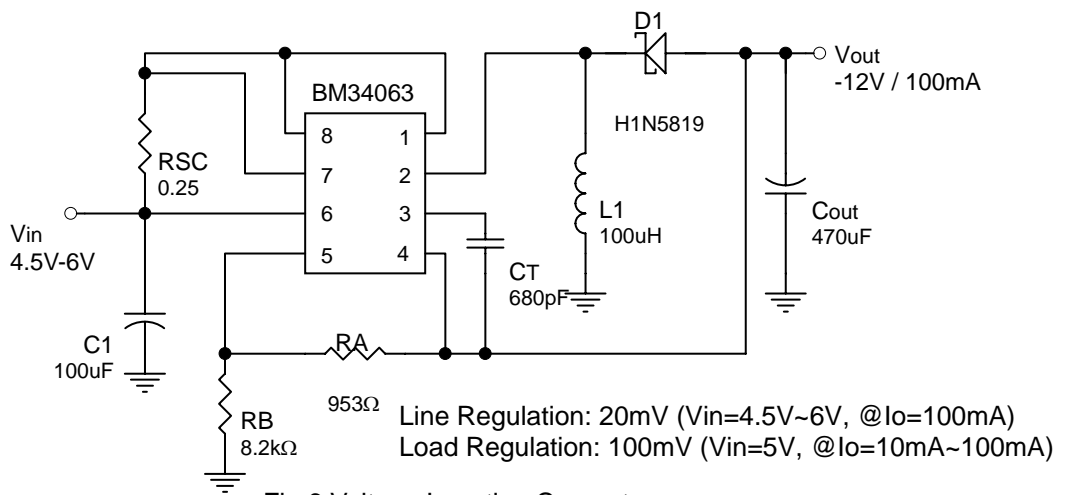 D1
Vout
-12V / 100mA
BM34063
H1N5819
8
1
7
2
6
3
5
4
RSC
0.25
Vin
4.5V-6V
L1
100uH
Cout
470uF
CT
680pF
C1
100uF
RA
953Ω
RB
8.2kΩ
Line Regulation: 20mV (Vin=4.5V~6V, @Io=100mA)
Load Regulation: 100mV (Vin=5V, @Io=10mA~100mA)